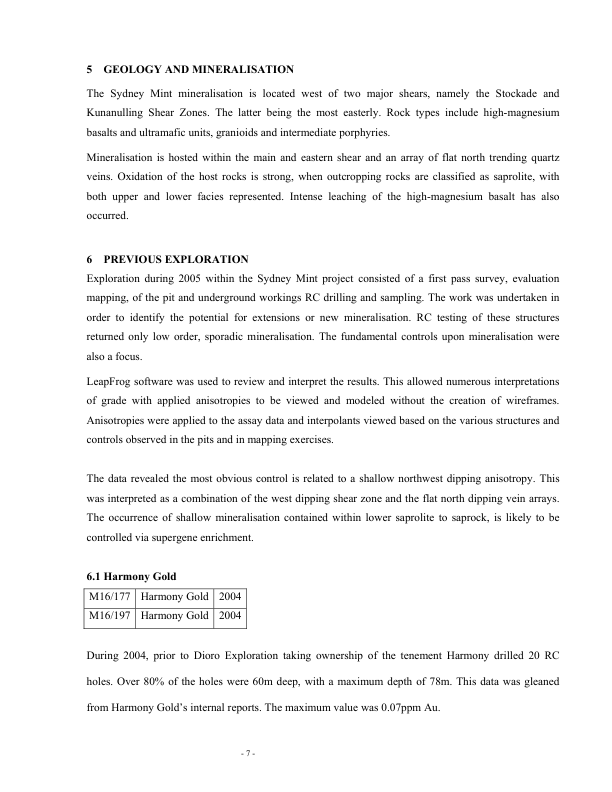 5 GEOLOGY AND MINERALISATION
The Sydney Mint mineralisation is located west of two major shears, namely the Stockade and
Kunanulling Shear Zones. The latter being the most easterly. Rock types include high-magnesium
basalts and ultramafic units, granioids and intermediate porphyries.
Mineralisation is hosted within the main and eastern shear and an array of flat north trending quartz
veins. Oxidation of the host rocks is strong, when outcropping rocks are classified as saprolite, with
both upper and lower facies represented. Intense leaching of the high-magnesium basalt has also
occurred.
6 PREVIOUS EXPLORATION
Exploration during 2005 within the Sydney Mint project consisted of a first pass survey, evaluation
mapping, of the pit and underground workings RC drilling and sampling. The work was undertaken in
order to identify the potential for extensions or new mineralisation. RC testing of these structures
returned only low order, sporadic mineralisation. The fundamental controls upon mineralisation were
also a focus.
LeapFrog software was used to review and interpret the results. This allowed numerous interpretations
of grade with applied anisotropies to be viewed and modeled without the creation of wireframes.
Anisotropies were applied to the assay data and interpolants viewed based on the various structures and
controls observed in the pits and in mapping exercises.
The data revealed the most obvious control is related to a shallow northwest dipping anisotropy. This
was interpreted as a combination of the west dipping shear zone and the flat north dipping vein arrays.
The occurrence of shallow mineralisation contained within lower saprolite to saprock, is likely to be
controlled via supergene enrichment.
6.1 Harmony Gold
M16/177 Harmony Gold 2004
M16/197 Harmony Gold 2004
During 2004, prior to Dioro Exploration taking ownership of the tenement Harmony drilled 20 RC
holes. Over 80% of the holes were 60m deep, with a maximum depth of 78m. This data was gleaned
from Harmony Gold's internal reports. The maximum value was 0.07ppm Au.
- 7 -